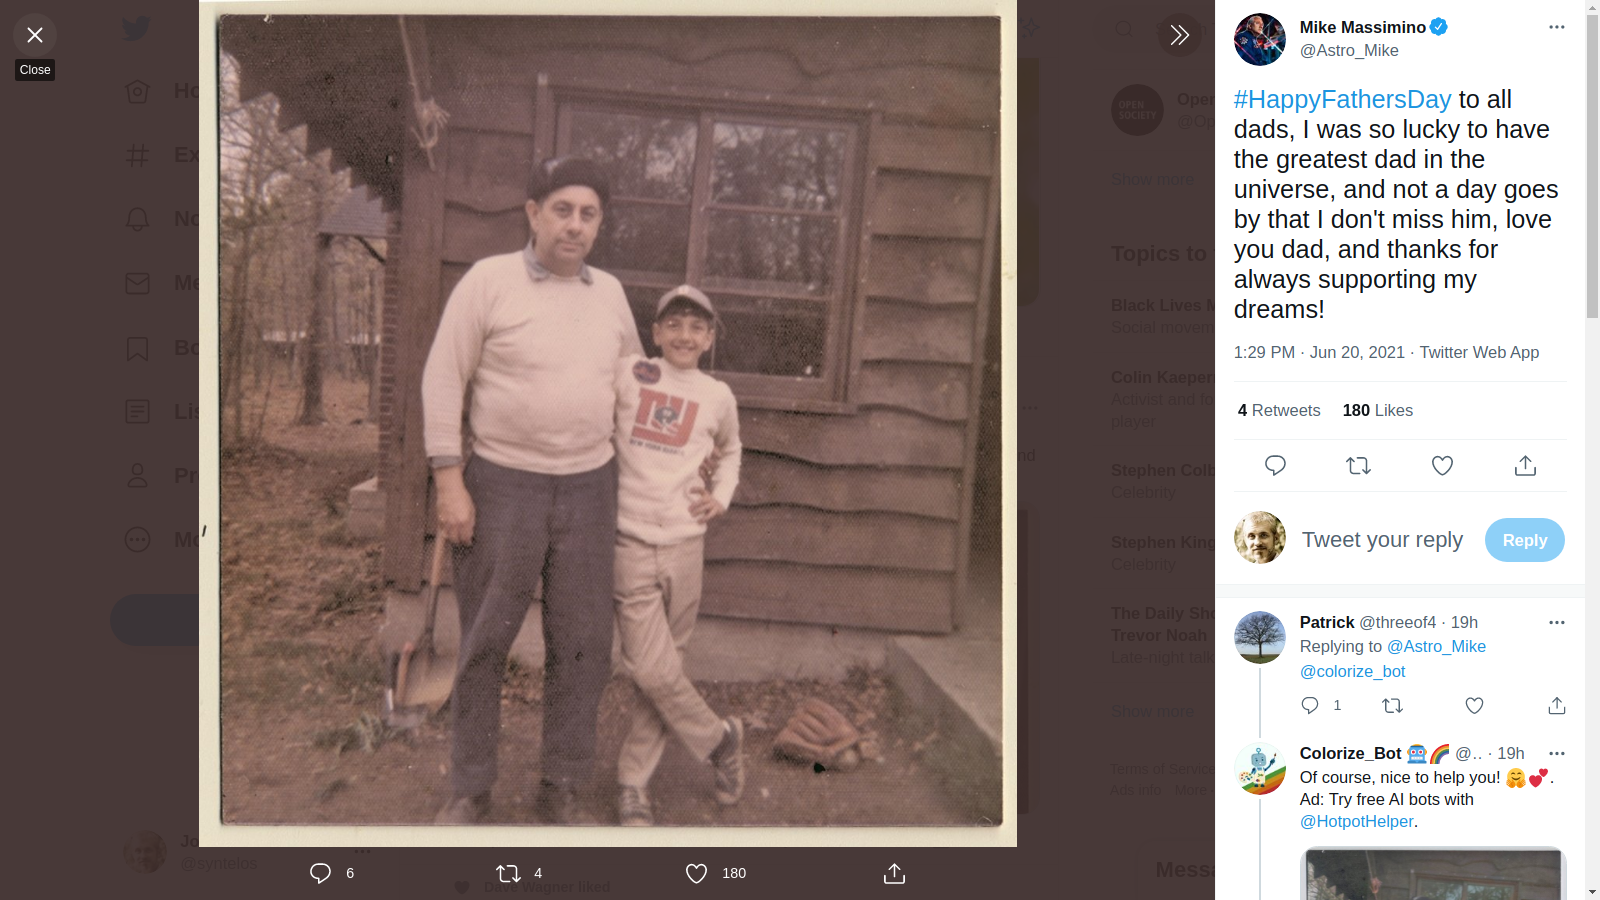 Close
Ho
Ex
No
Me
Bo
Lis
Pr
Mo
Jo
@syntelos
NY
6
4
180
Dave Wagner liked
OPEN
SOCIETY
Open
@Op
Show more
Topics to
Black Lives M
Social movem
Colin Kaepern
Activist and fo
player
Stephen Colb
Celebrity
Stephen King
Celebrity
The Daily Sho
Trevor Noah
Late-night talk
Show more
Terms of Service
Ads info
More
Messa
nd
Mike Massimino
@Astro_Mike
#HappyFathersDay to all
dads, I was so lucky to have
the greatest dad in the
universe, and not a day goes
by that I don't miss him, love
you dad, and thanks for
always supporting my
dreams!
1:29 PM · Jun 20, 2021 · Twitter Web App
4 Retweets 180 Likes
Tweet your reply
Reply
Patrick @threeof4 · 19h
Replying to @Astro_Mike
@colorize_bot
1
Colorize_Bot 🤖🌈 @.. · 19h
Of course, nice to help you! 🤗💕.
Ad: Try free AI bots with
@HotpotHelper.